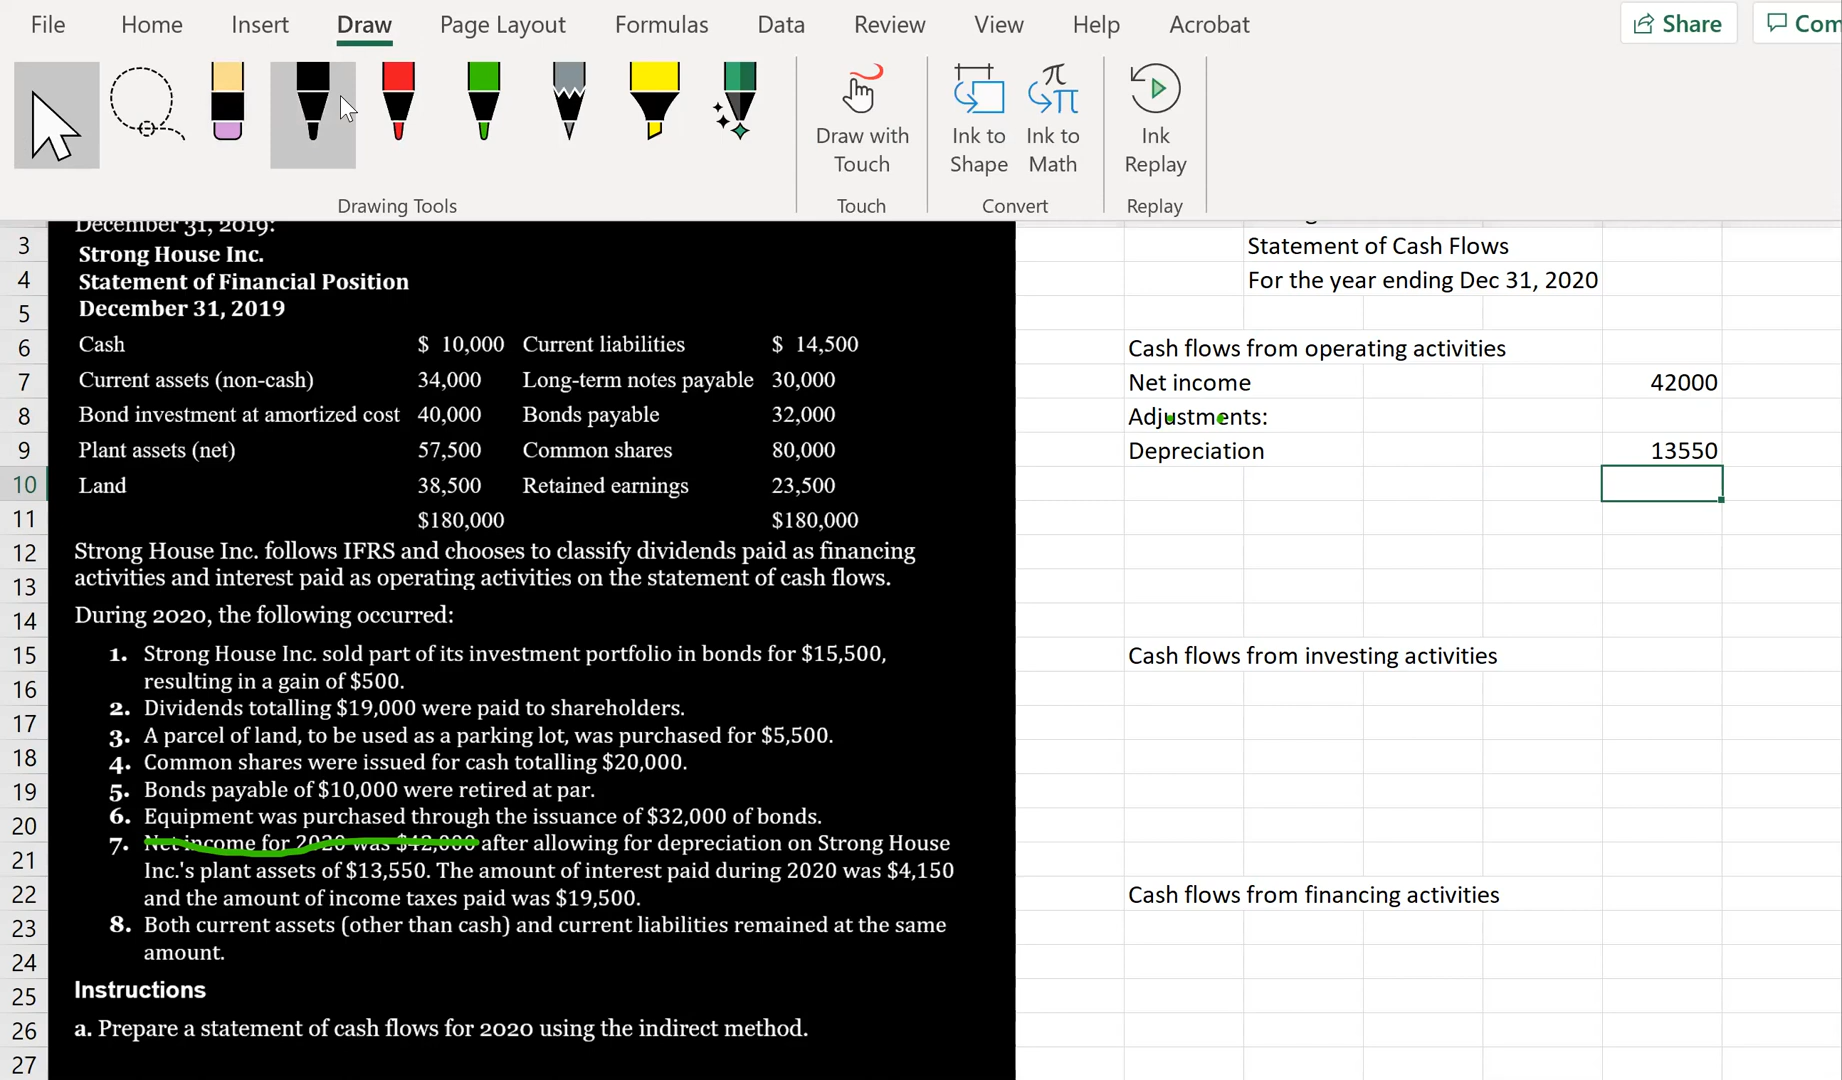 File Home Insert Draw Page Layout Formulas Data Review View Help Acrobat Share Com
Draw with Touch
Ink to Shape
Ink to Math
Ink Replay
Drawing Tools Touch Convert Replay
December 31, 2019:
3 Strong House Inc. Statement of Cash Flows
4 Statement of Financial Position For the year ending Dec 31, 2020
5 December 31, 2019
6 Cash $ 10,000 Current liabilities $ 14,500 Cash flows from operating activities
7 Current assets (non-cash) 34,000 Long-term notes payable 30,000 Net income 42000
8 Bond investment at amortized cost 40,000 Bonds payable 32,000 Adjustments:
9 Plant assets (net) 57,500 Common shares 80,000 Depreciation 13550
10 Land 38,500 Retained earnings 23,500
11 $180,000 $180,000
12 Strong House Inc. follows IFRS and chooses to classify dividends paid as financing
13 activities and interest paid as operating activities on the statement of cash flows.
14 During 2020, the following occurred:
15 1. Strong House Inc. sold part of its investment portfolio in bonds for $15,500, Cash flows from investing activities
16 resulting in a gain of $500.
17 2. Dividends totalling $19,000 were paid to shareholders.
3. A parcel of land, to be used as a parking lot, was purchased for $5,500.
18 4. Common shares were issued for cash totalling $20,000.
19 5. Bonds payable of $10,000 were retired at par.
20 6. Equipment was purchased through the issuance of $32,000 of bonds.
21 7. Net income for 2020 was $42,000 after allowing for depreciation on Strong House
Inc.'s plant assets of $13,550. The amount of interest paid during 2020 was $4,150
22 and the amount of income taxes paid was $19,500. Cash flows from financing activities
23 8. Both current assets (other than cash) and current liabilities remained at the same
24 amount.
25 Instructions
26 a. Prepare a statement of cash flows for 2020 using the indirect method.
27